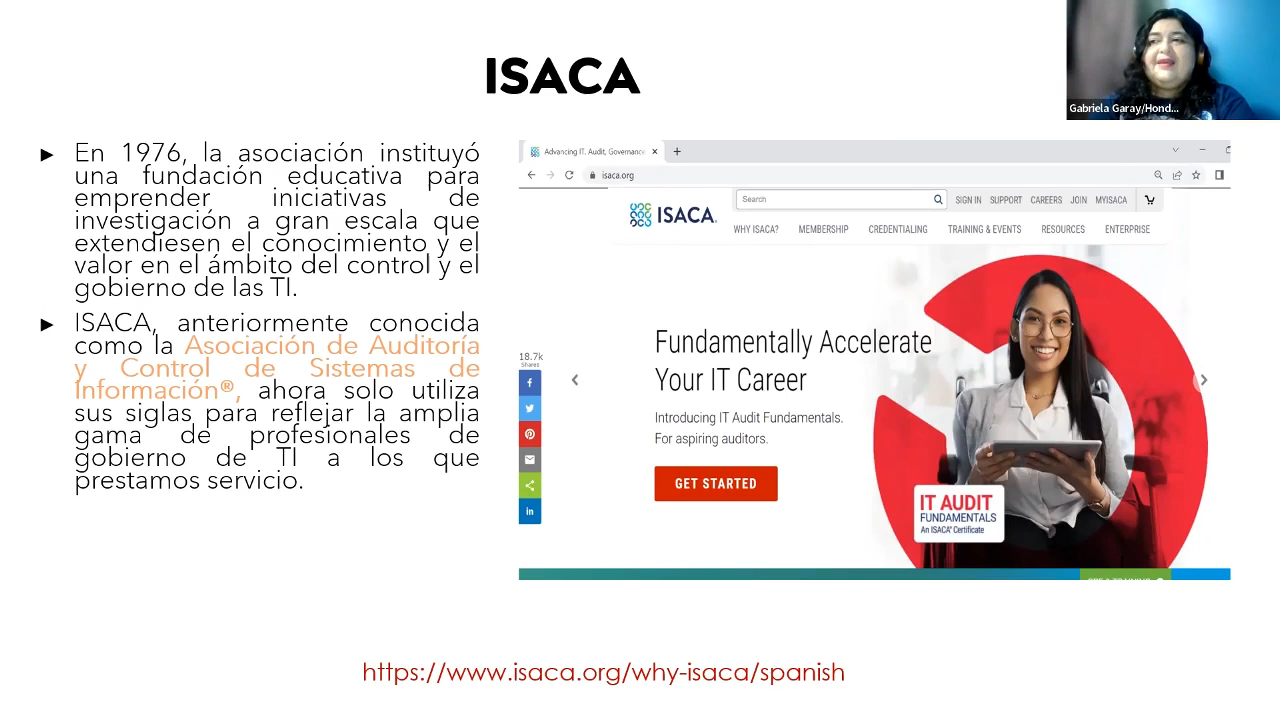 ISACA
Gabriela Garay/Hond...
► En 1976, la asociación instituyó
una fundación educativa para
emprender iniciativas de
investigación a gran escala que
extendiesen el conocimiento y el
valor en el ámbito del control y el
gobierno de las TI.
► ISACA, anteriormente conocida
como la Asociación de Auditoría
y Control de Sistemas de
Información®, ahora solo utiliza
sus siglas para reflejar la amplia
gama de profesionales de
gobierno de TI a los que
prestamos servicio.
Advancing IT, Audit, Governance
isaca.org
ISACA.
Search
SIGN IN SUPPORT CAREERS JOIN MYISACA
WHY ISACA? MEMBERSHIP CREDENTIALING TRAINING & EVENTS RESOURCES ENTERPRISE
18.7k
Shares
in
Fundamentally Accelerate
Your IT Career
Introducing IT Audit Fundamentals.
For aspiring auditors.
GET STARTED
IT AUDIT
FUNDAMENTALS
An ISACA® Certificate
https://www.isaca.org/why-isaca/spanish